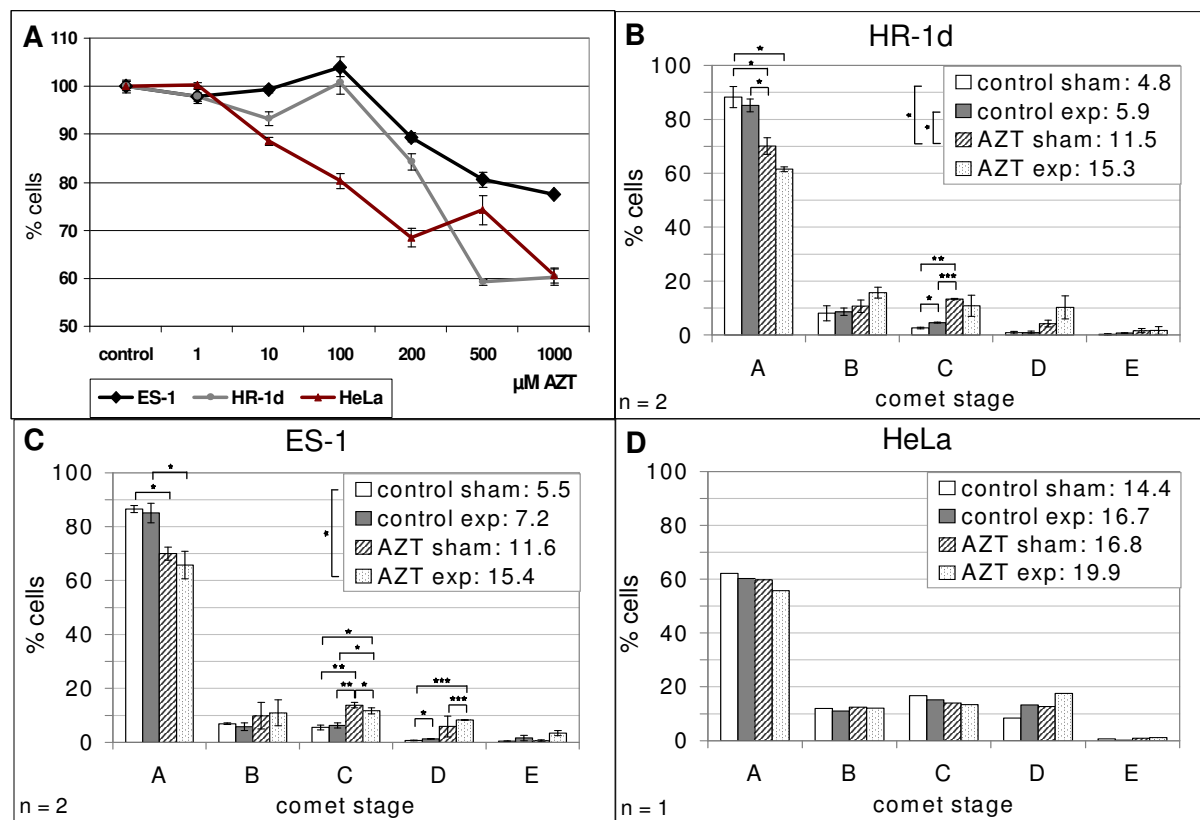 A
110
100
90
80
70
60
50
% cells
control 1 10 100 200 500 1000
µM AZT
ES-1 HR-1d HeLa
B
HR-1d
100
80
60
40
20
0
% cells
control sham: 4.8
control exp: 5.9
AZT sham: 11.5
AZT exp: 15.3
* * *
* ** ***
* *
A B C D E
comet stage
n = 2
C
ES-1
100
80
60
40
20
0
% cells
control sham: 5.5
control exp: 7.2
AZT sham: 11.6
AZT exp: 15.4
* *
*
* * ** ** *
*** *** *
A B C D E
comet stage
n = 2
D
HeLa
100
80
60
40
20
0
% cells
control sham: 14.4
control exp: 16.7
AZT sham: 16.8
AZT exp: 19.9
A B C D E
comet stage
n = 1